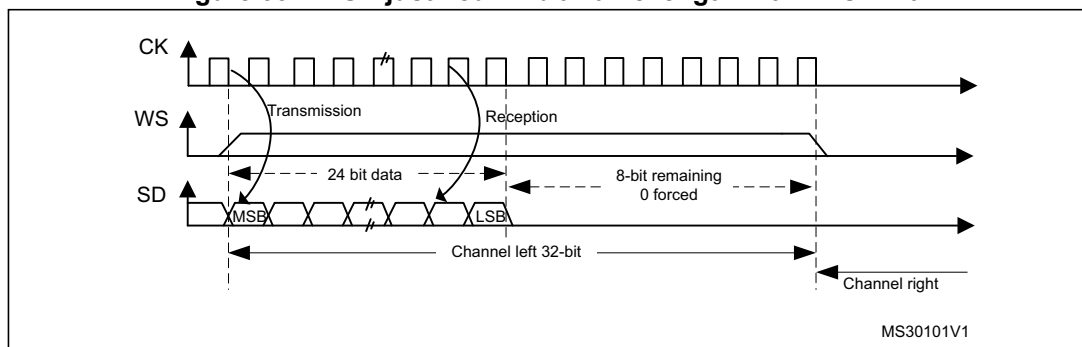 CK
Transmission
Reception
WS
24 bit data
8-bit remaining
0 forced
SD
MSB
LSB
Channel left 32-bit
Channel right
MS30101V1